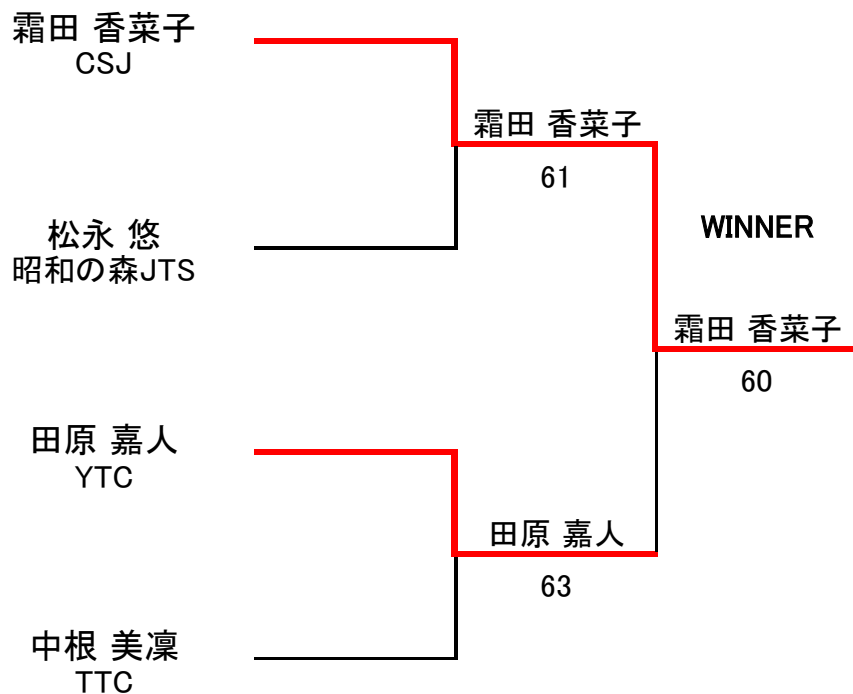 霜田 香菜子
CSJ
霜田 香菜子
61
松永 悠
昭和の森JTS
WINNER
霜田 香菜子
60
田原 嘉人
YTC
田原 嘉人
63
中根 美凜
TTC